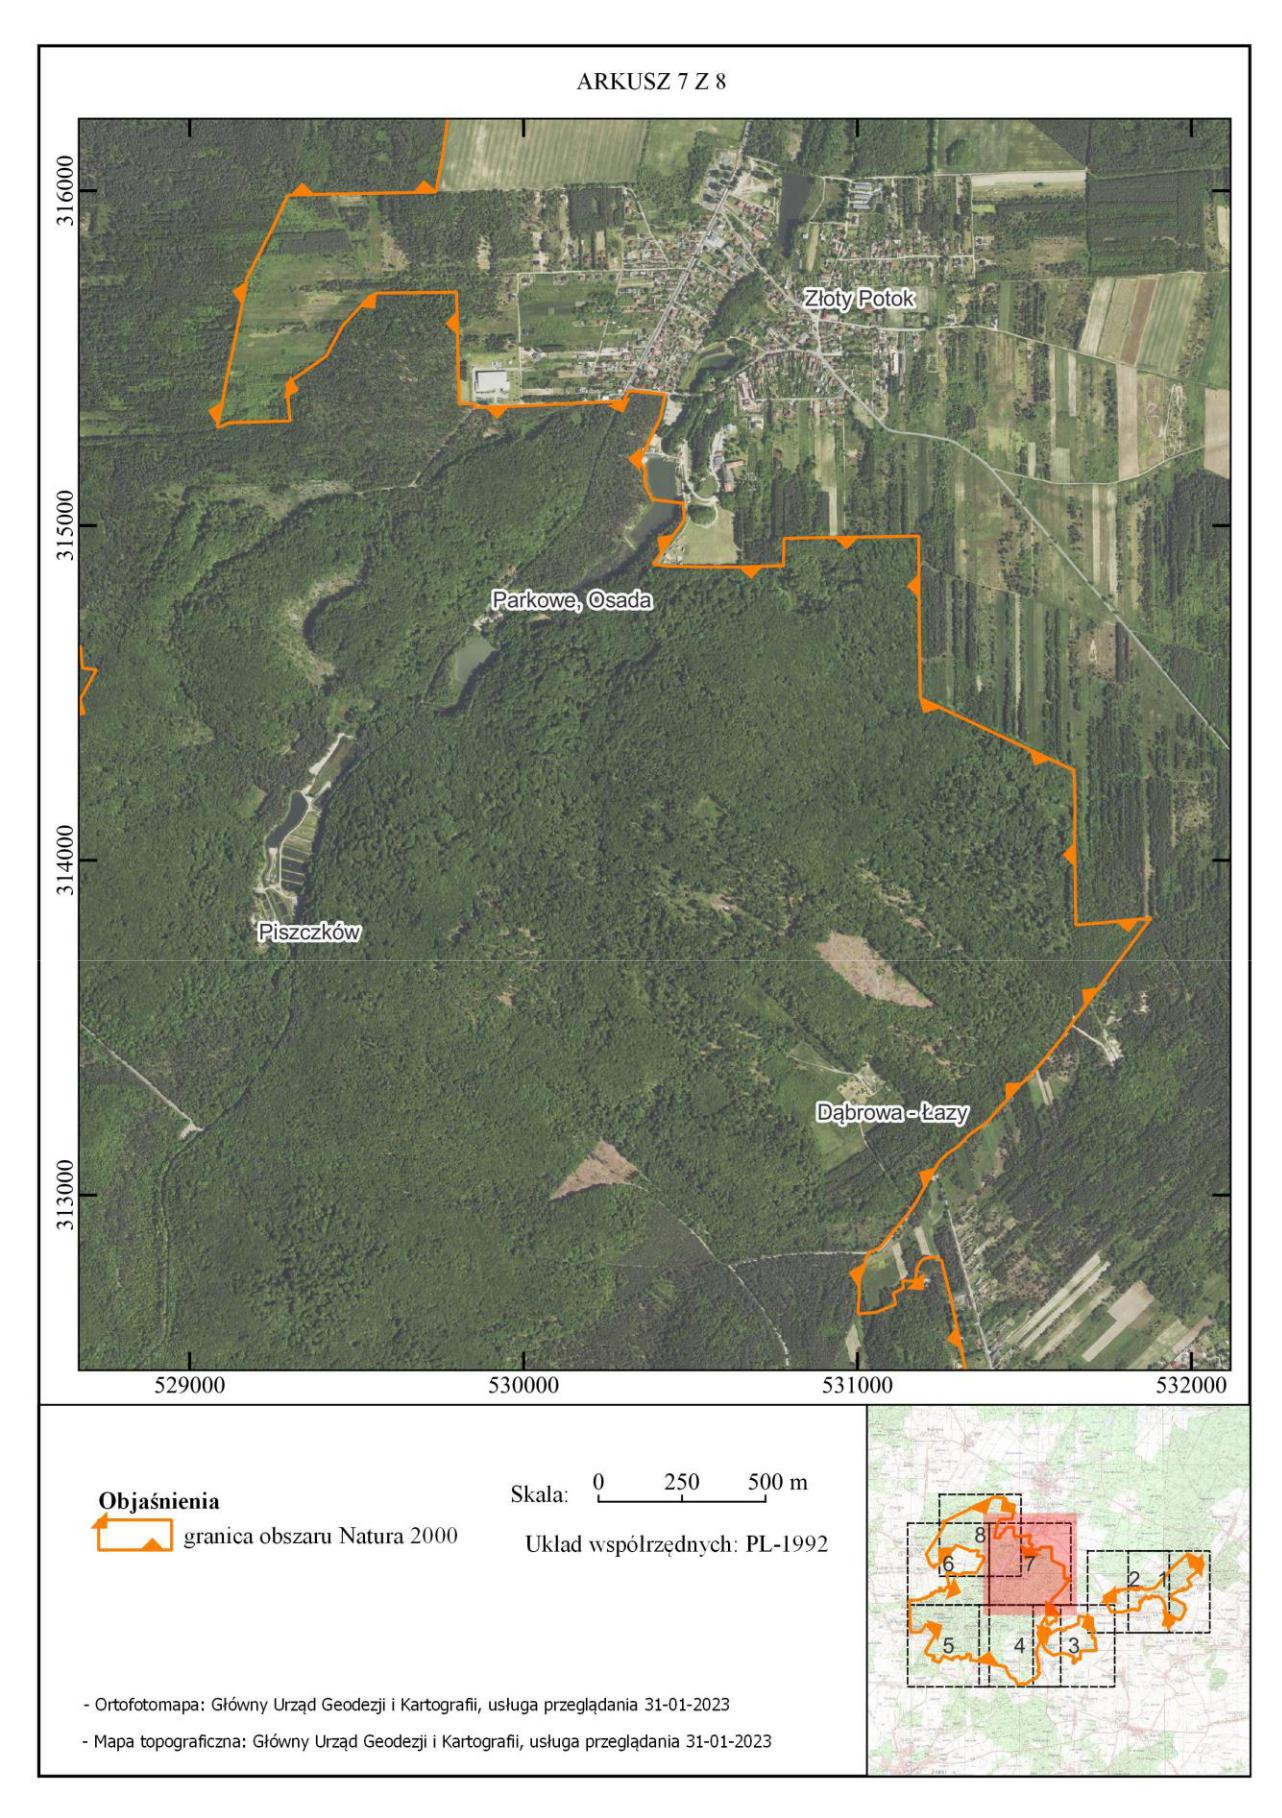 ARKUSZ 7 Z 8
316000
Złoty Potok
315000
Parkowe, Osada
314000
Piszczków
Dąbrowa - Łazy
313000
529000 530000 531000 532000
Objaśnienia
granica obszaru Natura 2000
Skala: 0 250 500 m
Układ współrzędnych: PL-1992
8
6 7 2 1
5 4 3
- Ortofotomapa: Główny Urząd Geodezji i Kartografii, usługa przeglądania 31-01-2023
- Mapa topograficzna: Główny Urząd Geodezji i Kartografii, usługa przeglądania 31-01-2023